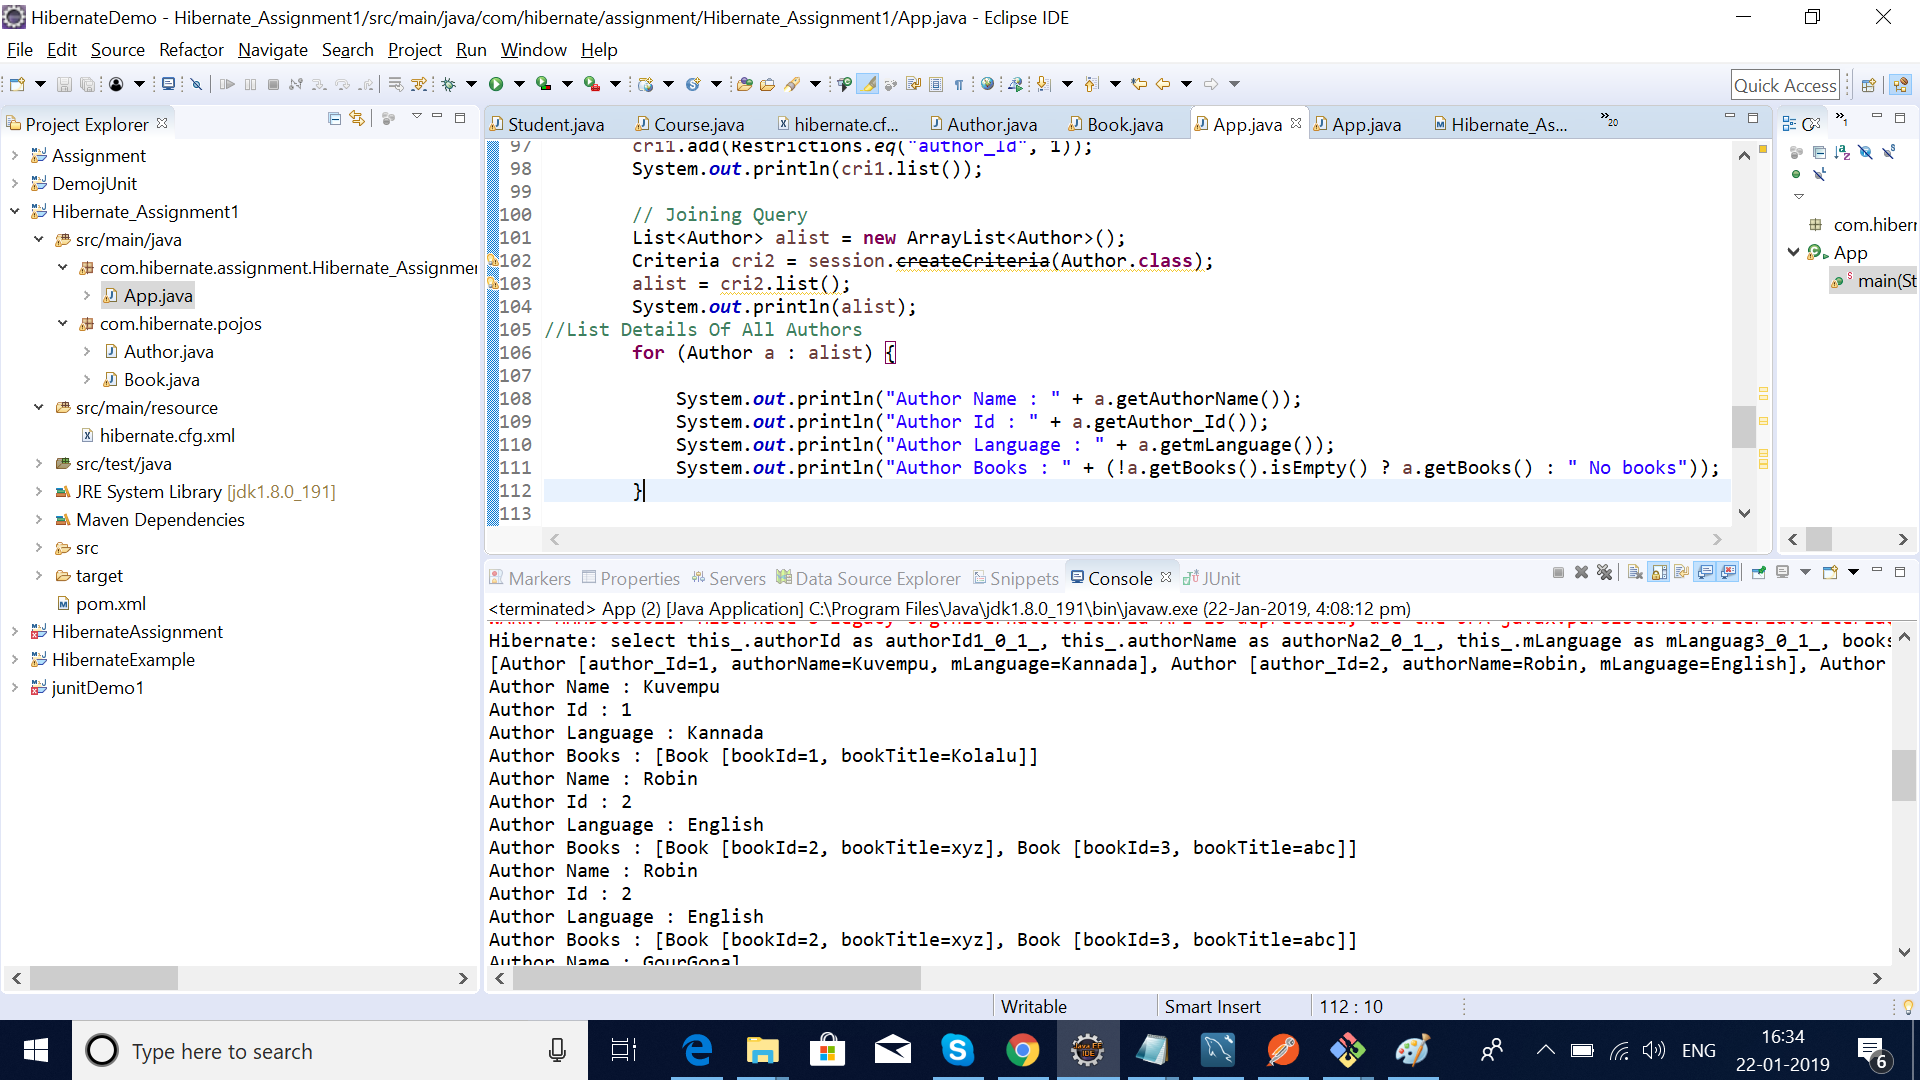 HibernateDemo - Hibernate_Assignment1/src/main/java/com/hibernate/assignment/Hibernate_Assignment1/App.java - Eclipse IDE
File Edit Source Refactor Navigate Search Project Run Window Help
Quick Access
Project Explorer
Assignment
DemojUnit
Hibernate_Assignment1
src/main/java
com.hibernate.assignment.Hibernate_Assignmer
App.java
com.hibernate.pojos
Author.java
Book.java
src/main/resource
hibernate.cfg.xml
src/test/java
JRE System Library [jdk1.8.0_191]
Maven Dependencies
src
target
pom.xml
HibernateAssignment
HibernateExample
junitDemo1
Student.java Course.java hibernate.cf... Author.java Book.java App.java App.java Hibernate_As... »20
97 cri1.add(Restrictions.eq("author_Id", 1));
98 System.out.println(cri1.list());
99
100 // Joining Query
101 List<Author> alist = new ArrayList<Author>();
102 Criteria cri2 = session.createCriteria(Author.class);
103 alist = cri2.list();
104 System.out.println(alist);
105 //List Details Of All Authors
106 for (Author a : alist) {
107
108 System.out.println("Author Name : " + a.getAuthorName());
109 System.out.println("Author Id : " + a.getAuthor_Id());
110 System.out.println("Author Language : " + a.getmLanguage());
111 System.out.println("Author Books : " + (!a.getBooks().isEmpty() ? a.getBooks() : " No books"));
112 }
113
»1
com.hiberr
App
main(St
Markers Properties Servers Data Source Explorer Snippets Console JUnit
<terminated> App (2) [Java Application] C:\Program Files\Java\jdk1.8.0_191\bin\javaw.exe (22-Jan-2019, 4:08:12 pm)
Hibernate: select this_.authorId as authorId1_0_1_, this_.authorName as authorNa2_0_1_, this_.mLanguage as mLanguag3_0_1_, books
[Author [author_Id=1, authorName=Kuvempu, mLanguage=Kannada], Author [author_Id=2, authorName=Robin, mLanguage=English], Author
Author Name : Kuvempu
Author Id : 1
Author Language : Kannada
Author Books : [Book [bookId=1, bookTitle=Kolalu]]
Author Name : Robin
Author Id : 2
Author Language : English
Author Books : [Book [bookId=2, bookTitle=xyz], Book [bookId=3, bookTitle=abc]]
Author Name : Robin
Author Id : 2
Author Language : English
Author Books : [Book [bookId=2, bookTitle=xyz], Book [bookId=3, bookTitle=abc]]
Author Name : GourGopal
Writable Smart Insert 112 : 10
Type here to search
ENG
16:34
22-01-2019
6